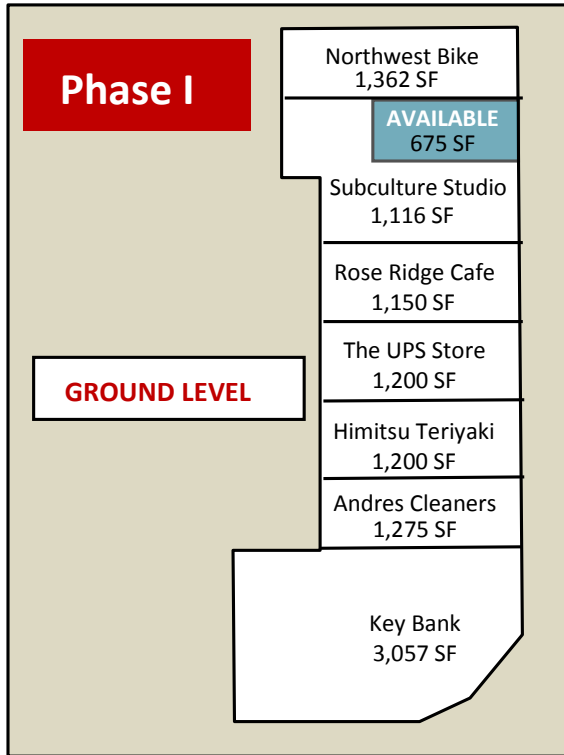 Phase I
Northwest Bike
1,362 SF
AVAILABLE
675 SF
Subculture Studio
1,116 SF
Rose Ridge Cafe
1,150 SF
The UPS Store
1,200 SF
GROUND LEVEL
Himitsu Teriyaki
1,200 SF
Andres Cleaners
1,275 SF
Key Bank
3,057 SF